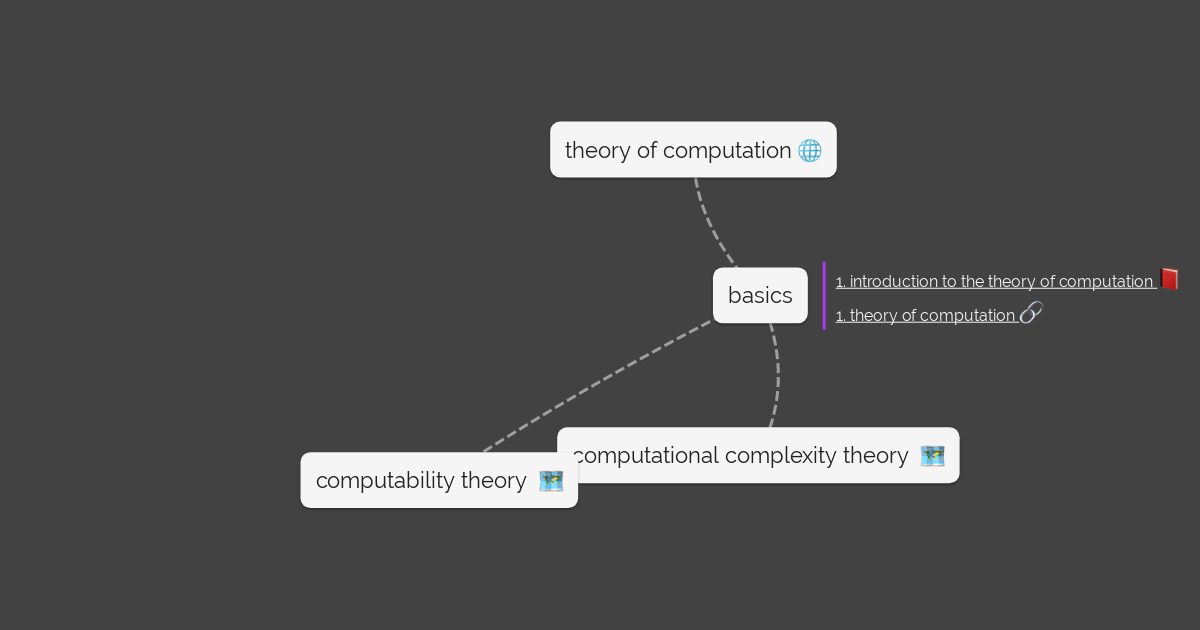 theory of computation
basics
1. introduction to the theory of computation
1. theory of computation
computational complexity theory
computability theory